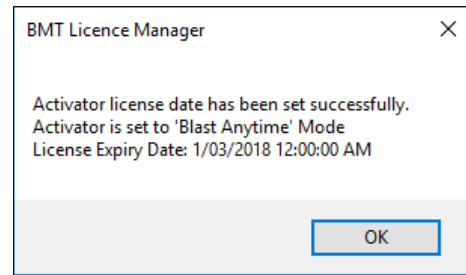 BMT Licence Manager
Activator license date has been set successfully.
Activator is set to 'Blast Anytime' Mode
License Expiry Date: 1/03/2018 12:00:00 AM
OK